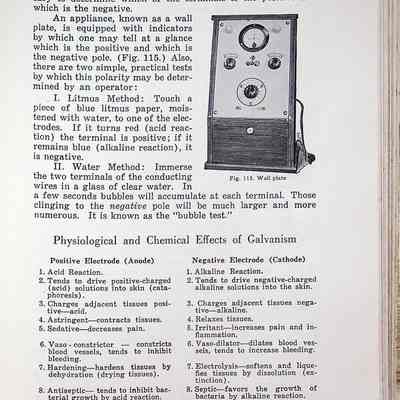 which is the negative.
An appliance, known as a wall
plate, is equipped with indicators
by which one may tell at a glance
which is the positive and which is
the negative pole. (Fig. 115.) Also,
there are two simple, practical tests
by which this polarity may be deter-
mined by an operator:
I. Litmus Method: Touch a
piece of blue litmus paper, mois-
tened with water, to one of the elec-
trodes. If it turns red (acid reac-
tion) the terminal is positive; if it
remains blue (alkaline reaction), it
is negative.
Fig. 115. Wall plate
II. Water Method: Immerse
the two terminals of the conducting
wires in a glass of clear water. In
a few seconds bubbles will accumulate at each terminal. Those
clinging to the negative pole will be much larger and more
numerous. It is known as the "bubble test."
Physiological and Chemical Effects of Galvanism
Positive Electrode (Anode)
1. Acid Reaction.
2. Tends to drive positive-charged
(acid) solutions into skin (cata-
phoresis).
3. Charges adjacent tissues posi-
tive—acid.
4. Astringent—contracts tissues.
5. Sedative—decreases pain.
6. Vaso-constrictor — constricts
blood vessels, tends to inhibit
bleeding.
7. Hardening—hardens tissues by
dehydration (drying tissues).
8. Antiseptic— tends to inhibit bac-
terial growth by acid reaction.
Negative Electrode (Cathode)
1. Alkaline Reaction.
2. Tends to drive negative-charged
alkaline solutions into the skin.
3. Charges adjacent tissues nega-
tive—alkaline.
4. Relaxes tissues.
5. Irritant—increases pain and in-
flammation.
6. Vaso-dilator—dilates blood ves-
sels, tends to increase bleeding.
7. Electrolysis—softens and lique-
fies tissues by dissolution (ex-
tinction).
8. Septic—favors the growth of
bacteria by alkaline reaction.